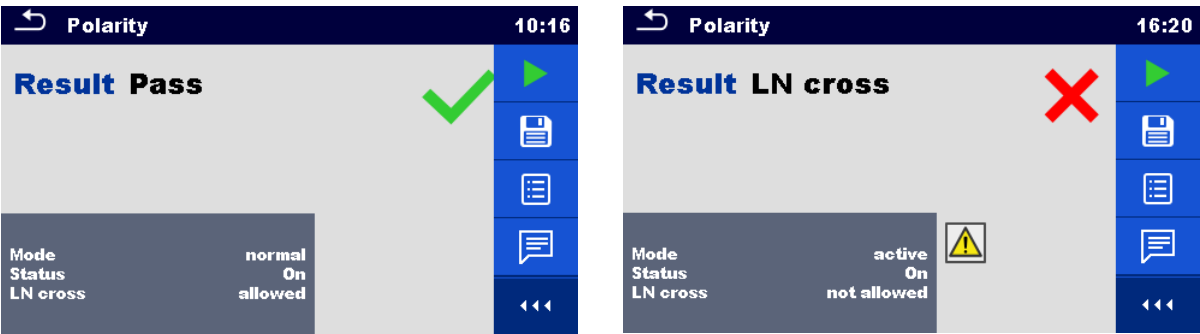 Polarity 10:16
Result Pass
Mode normal
Status On
LN cross allowed
Polarity 16:20
Result LN cross
Mode active
Status On
LN cross not allowed